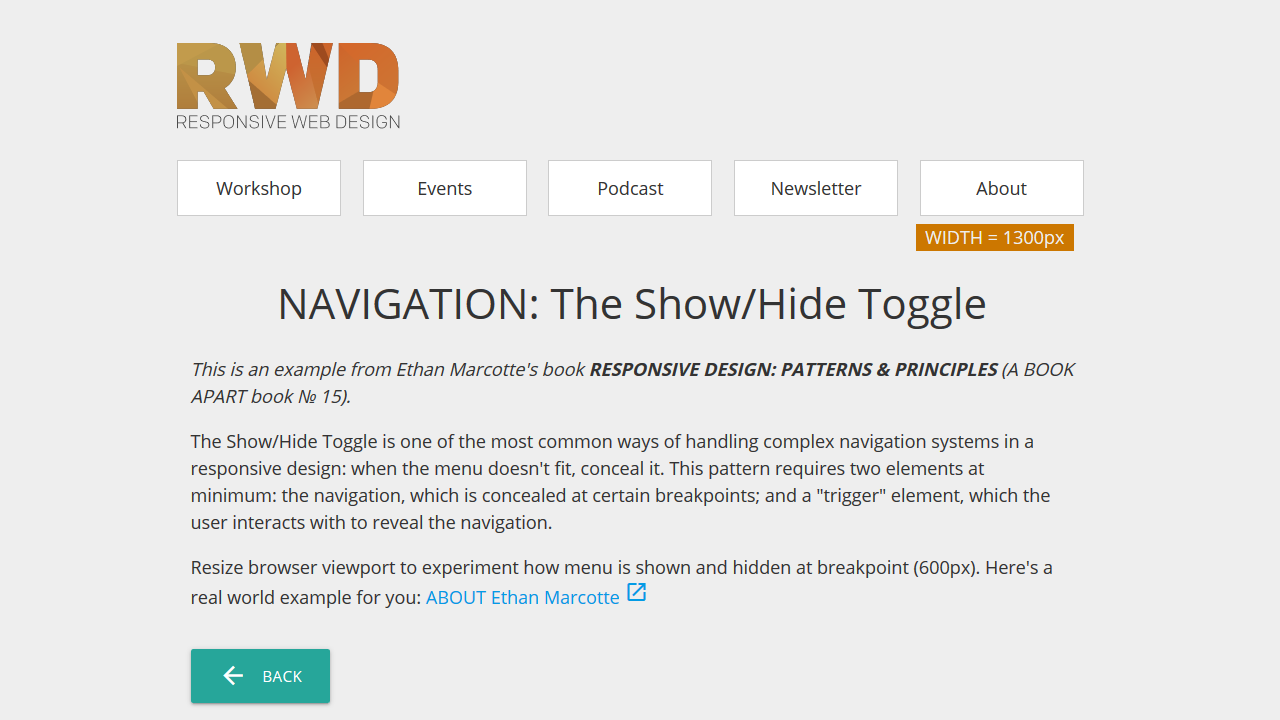 RWD
RESPONSIVE WEB DESIGN
Workshop Events Podcast Newsletter About
WIDTH = 1300px
NAVIGATION: The Show/Hide Toggle
This is an example from Ethan Marcotte's book RESPONSIVE DESIGN: PATTERNS & PRINCIPLES (A BOOK
APART book № 15).
The Show/Hide Toggle is one of the most common ways of handling complex navigation systems in a
responsive design: when the menu doesn't fit, conceal it. This pattern requires two elements at
minimum: the navigation, which is concealed at certain breakpoints; and a "trigger" element, which the
user interacts with to reveal the navigation.
Resize browser viewport to experiment how menu is shown and hidden at breakpoint (600px). Here's a
real world example for you: ABOUT Ethan Marcotte
BACK